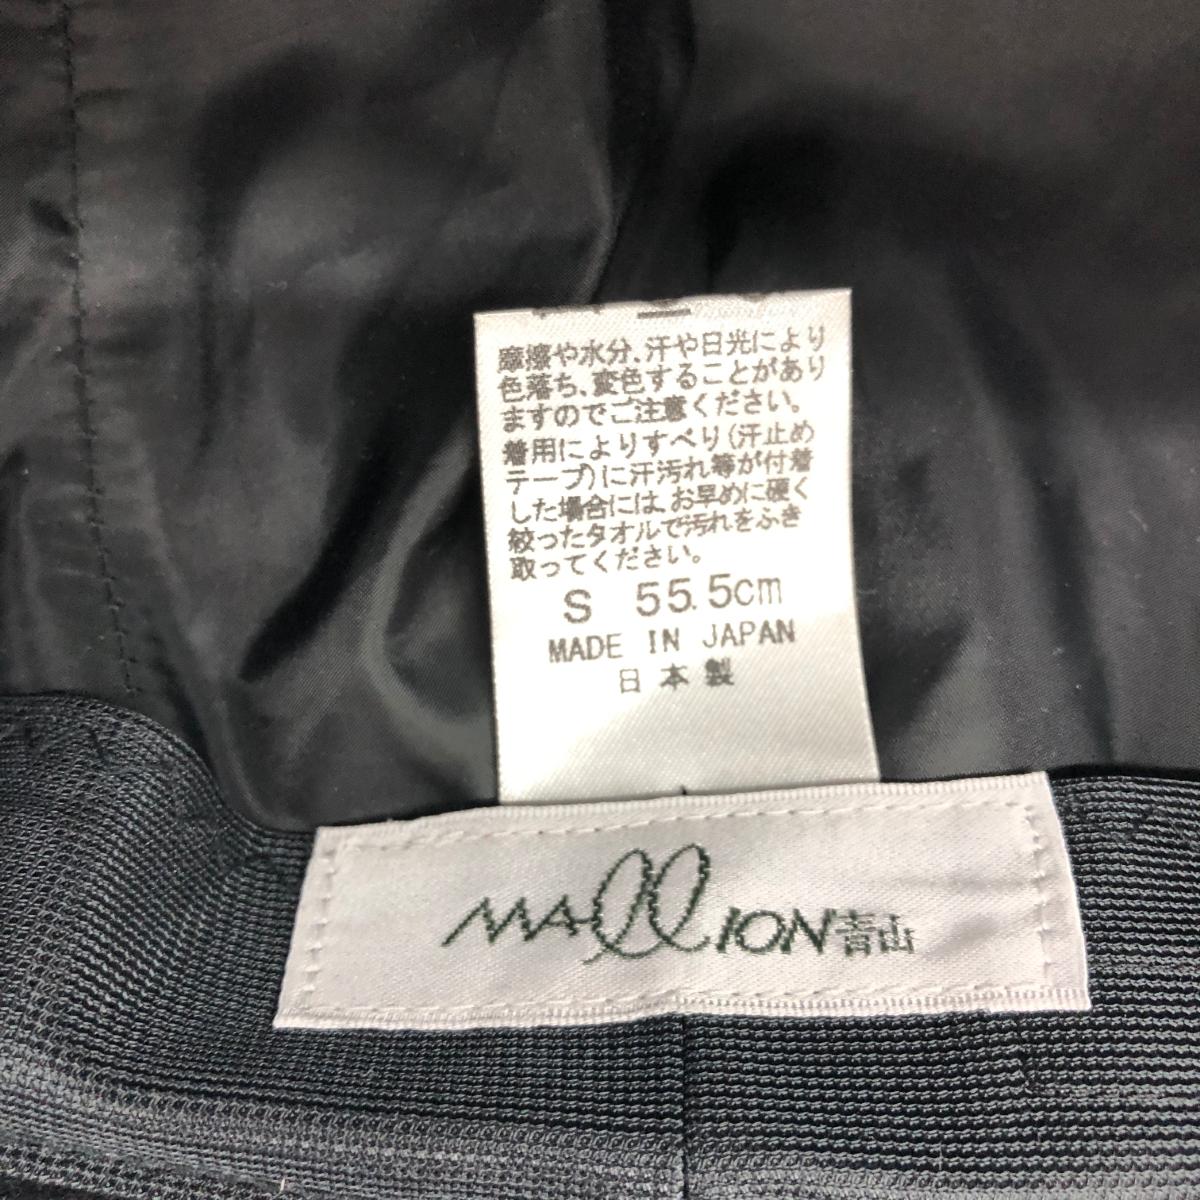 摩擦や水分、汗や日光により
色落ち、変色することがあり
ますのでご注意ください。
着用によりすべり(汗止め
テープ)に汗汚れ等が付着
した場合には、お早めに硬く
絞ったタオルで汚れをふき
取ってください。
S 55.5cm
MADE IN JAPAN
日本製
MA-llION青山